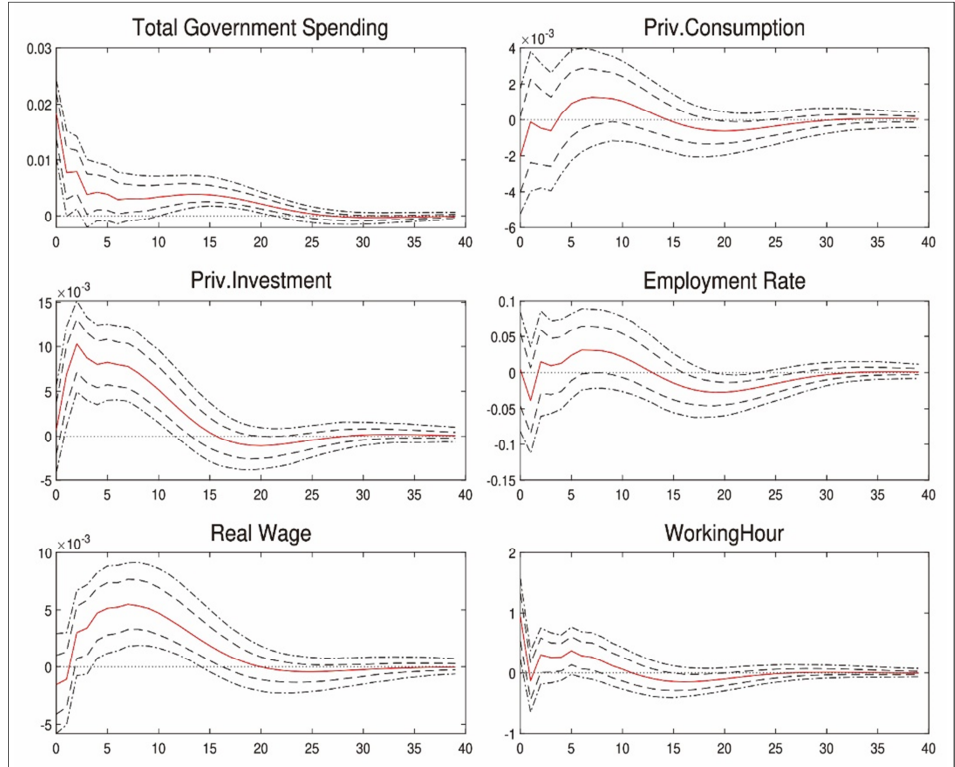 Total Government Spending
0.03
0.02
0.01
0
0 5 10 15 20 25 30 35 40
Priv.Consumption
×10-3
4
2
0
-2
-4
-6
0 5 10 15 20 25 30 35 40
Priv.Investment
×10-3
15
10
5
0
-5
0 5 10 15 20 25 30 35 40
Employment Rate
0.1
0.05
0
-0.05
-0.1
-0.15
0 5 10 15 20 25 30 35 40
Real Wage
×10-3
10
5
0
-5
0 5 10 15 20 25 30 35 40
WorkingHour
2
1
0
-1
0 5 10 15 20 25 30 35 40